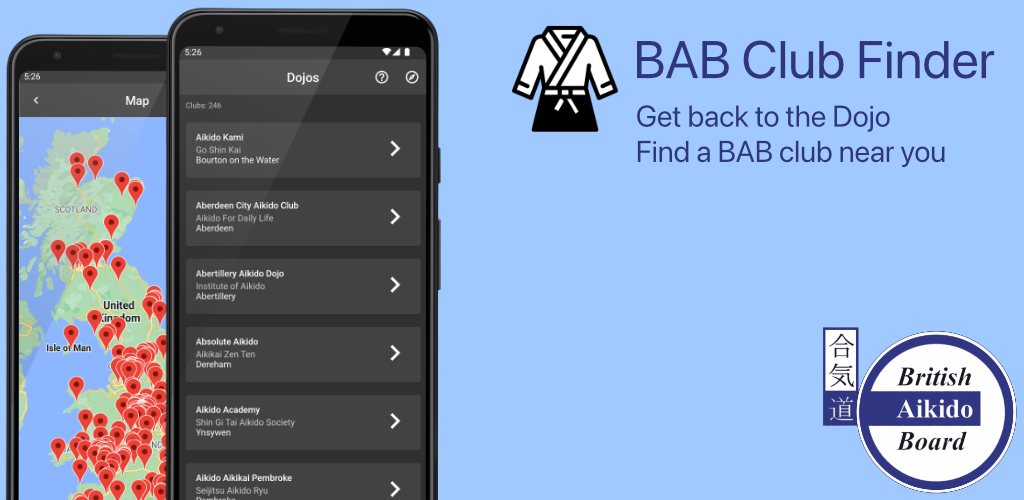 5:26
Map
SCOTLAND
United
Kingdom
Isle of Man
5:26
Dojos
Clubs: 246
Aikido Kami
Go Shin Kai
Bourton on the Water
Aberdeen City Aikido Club
Aikido For Daily Life
Aberdeen
Abertillery Aikido Dojo
Institute of Aikido
Abertillery
Absolute Aikido
Aikikai Zen Ten
Dereham
Aikido Academy
Shin Gi Tai Aikido Society
Ynsywen
Aikido Aikikai Pembroke
Seijitsu Aikido Ryu
Pembroke
BAB Club Finder
Get back to the Dojo
Find a BAB club near you
合
気
道
British
Aikido
Board